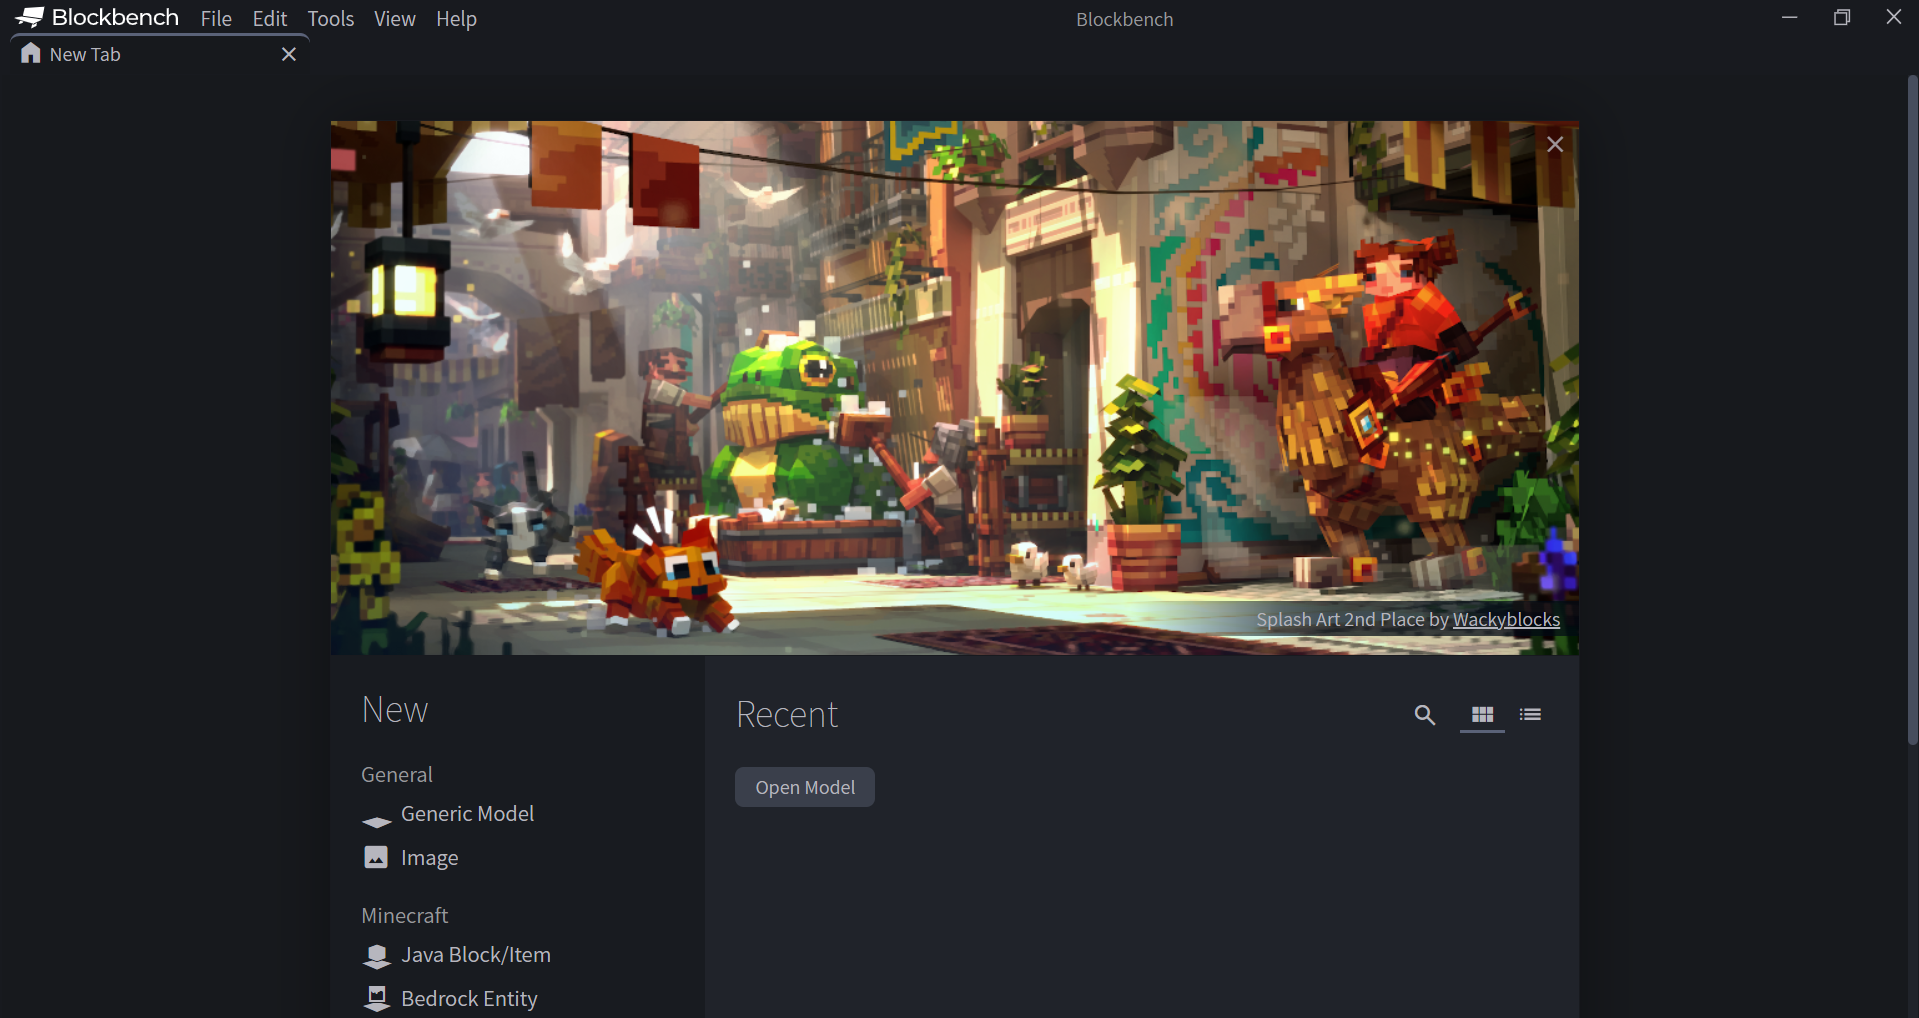 Blockbench File Edit Tools View Help Blockbench
New Tab
Splash Art 2nd Place by Wackyblocks
New
General
Generic Model
Image
Minecraft
Java Block/Item
Bedrock Entity
Recent
Open Model